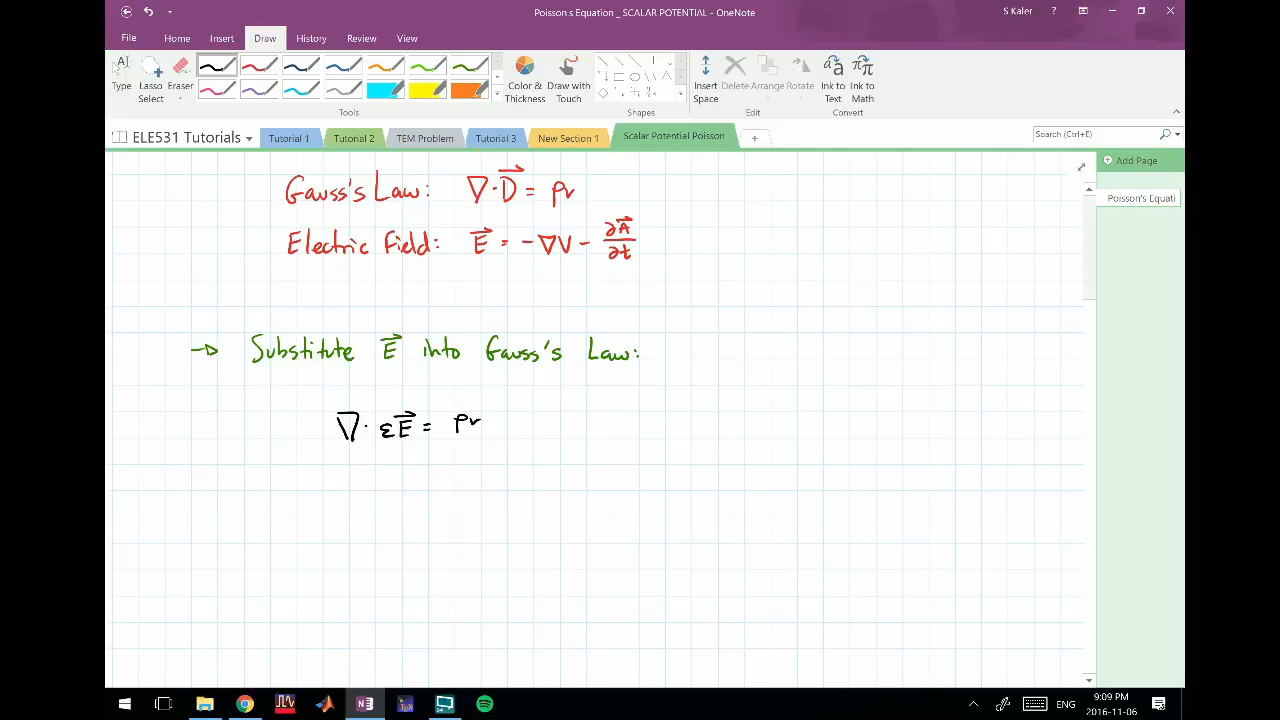 Poisson's Equation _ SCALAR POTENTIAL - OneNote
S Kaler
?
File Home Insert Draw History Review View
Type
Lasso Select
Eraser
Color & Thickness
Draw with Touch
Insert Space
Delete
Arrange
Rotate
Ink to Text
Ink to Math
Tools
Shapes
Edit
Convert
ELE531 Tutorials
Tutorial 1
Tutorial 2
TEM Problem
Tutorial 3
New Section 1
Scalar Potential Poisson
Search (Ctrl+E)
Add Page
Poisson's Equati
Gauss's Law: ∇·D⃗ = ρv
Electric Field: E⃗ = -∇V - ∂A⃗/∂t
→ Substitute E⃗ into Gauss's Law:
∇· εE⃗ = ρv
ENG
9:09 PM
2016-11-06